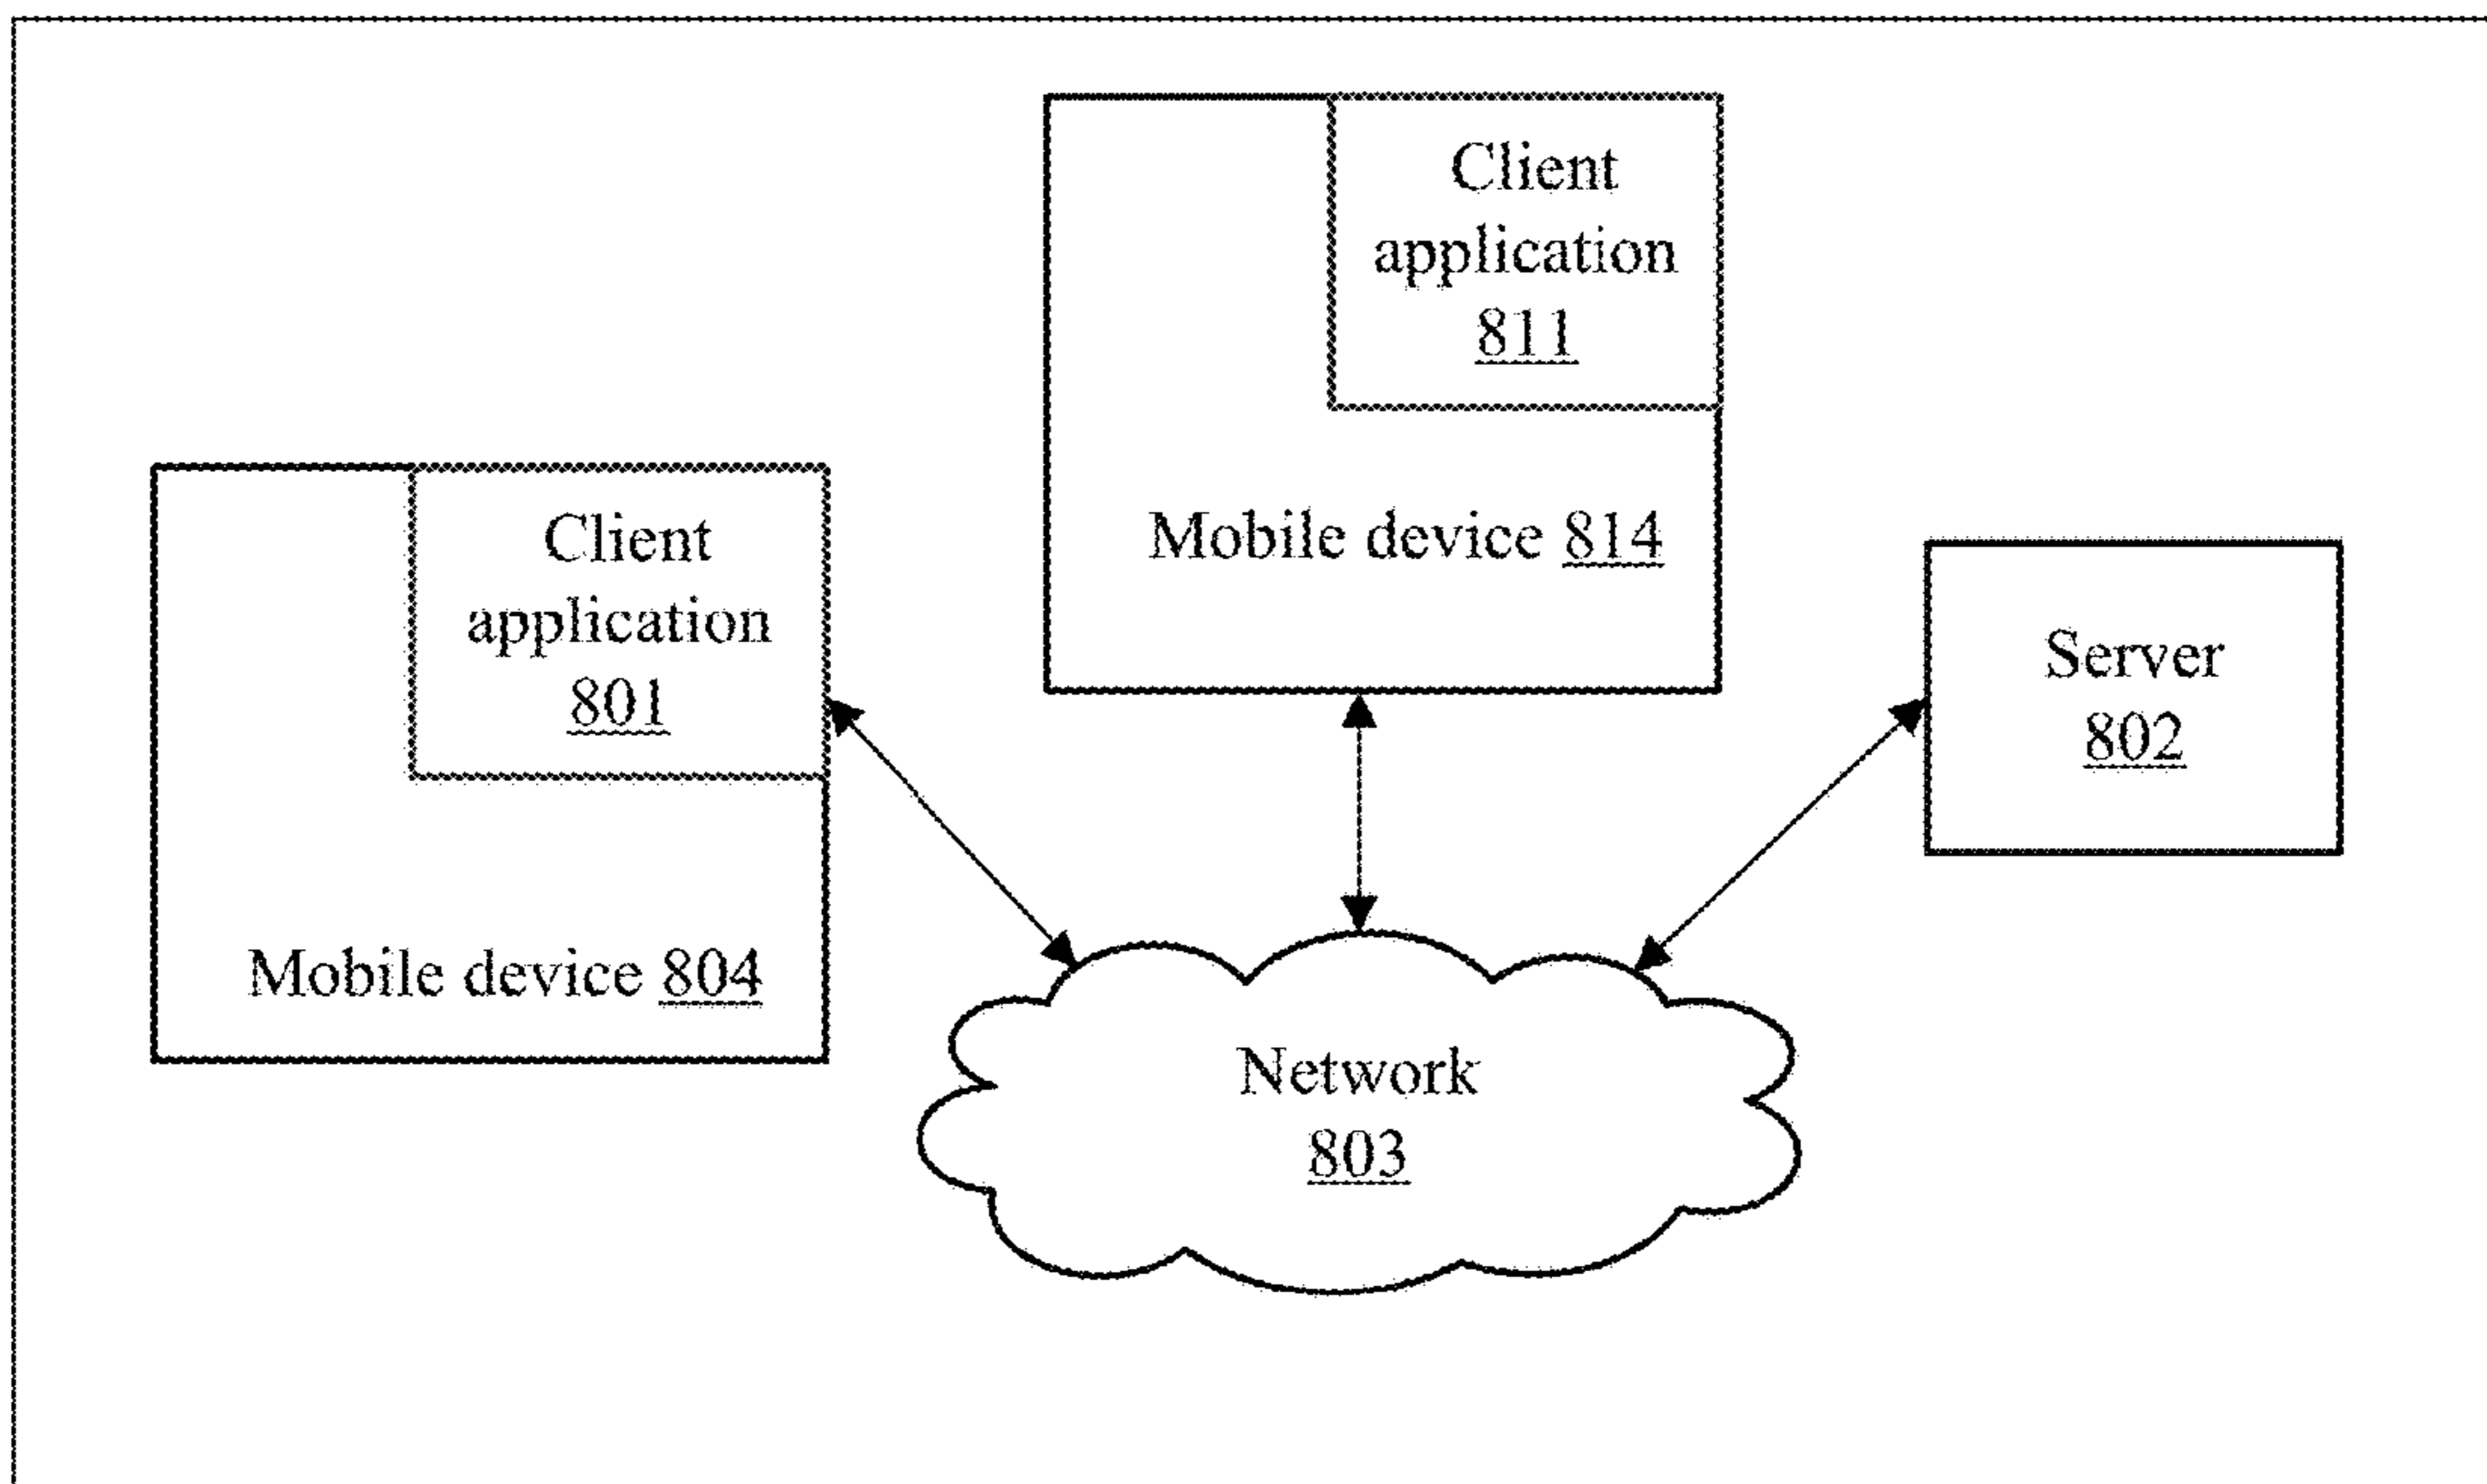 Client
application
811
Mobile device 814
Client
application
801
Mobile device 804
Server
802
Network
803